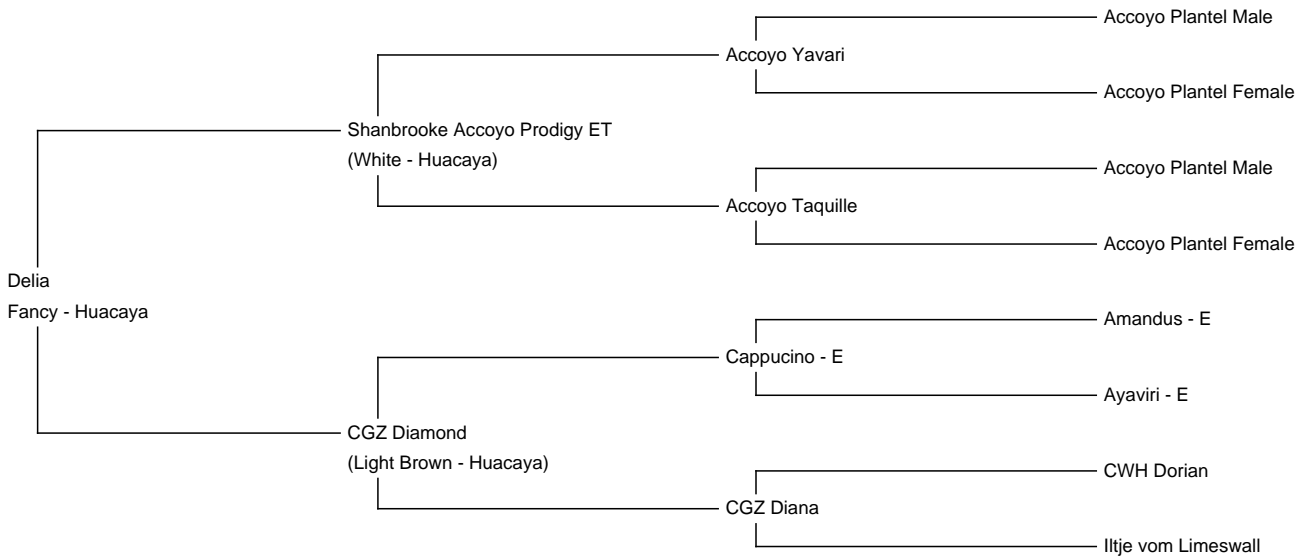 Accoyo Plantel Male
Accoyo Yavari
Accoyo Plantel Female
Shanbrooke Accoyo Prodigy ET
(White - Huacaya)
Accoyo Plantel Male
Accoyo Taquille
Accoyo Plantel Female
Delia
Fancy - Huacaya
Amandus - E
Cappucino - E
Ayaviri - E
CGZ Diamond
(Light Brown - Huacaya)
CWH Dorian
CGZ Diana
Iltje vom Limeswall